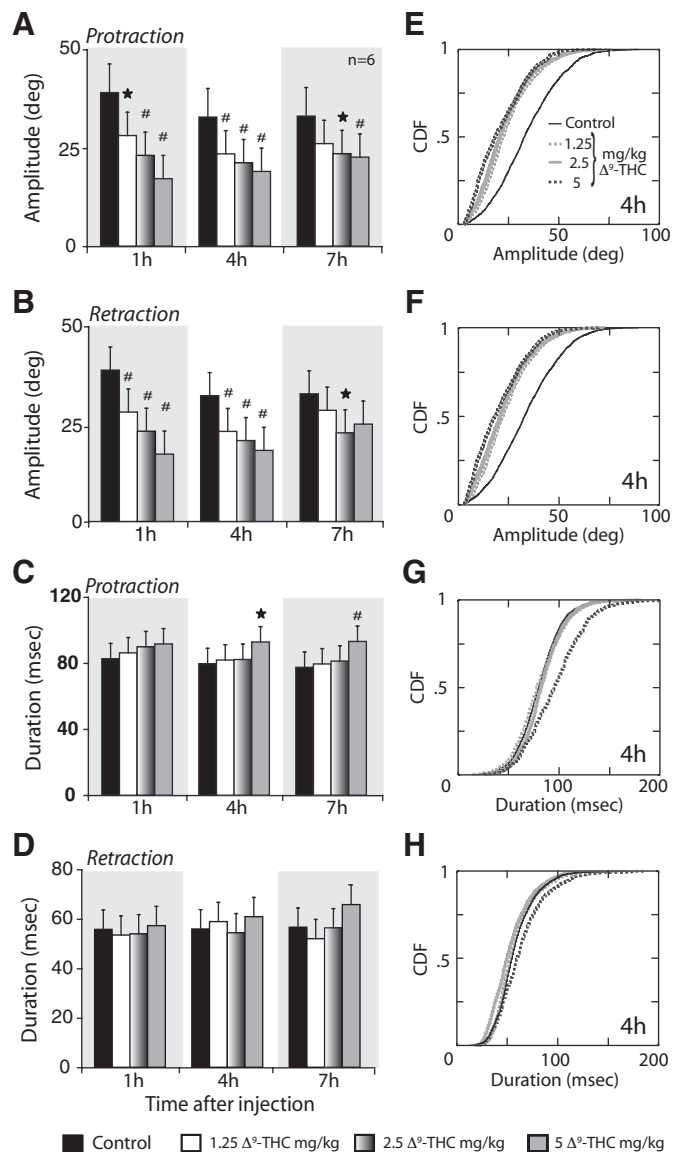 A
Protraction
n=6
Amplitude (deg)
50
25
0
★ # #
# # #
★ #
1h 4h 7h
B
Retraction
Amplitude (deg)
50
25
0
# # #
# # #
★
1h 4h 7h
C
Protraction
Duration (msec)
120
80
40
0
★
#
1h 4h 7h
D
Retraction
Duration (msec)
80
60
40
20
0
1h 4h 7h
Time after injection
E
CDF
1
.5
0
Control
1.25
2.5
5
mg/kg
Δ⁹-THC
4h
0 50 100
Amplitude (deg)
F
CDF
1
.5
0
4h
0 50 100
Amplitude (deg)
G
CDF
1
.5
0
4h
0 100 200
Duration (msec)
H
CDF
1
.5
0
4h
0 100 200
Duration (msec)
Control 1.25 Δ⁹-THC mg/kg 2.5 Δ⁹-THC mg/kg 5 Δ⁹-THC mg/kg